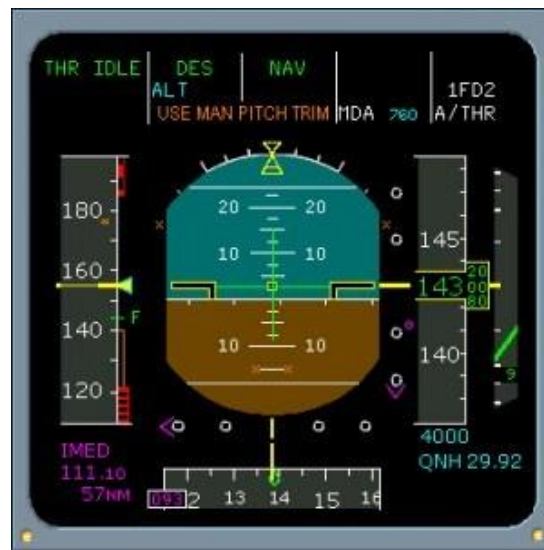 THR IDLE DES NAV
ALT 1FD2
USE MAN PITCH TRIM MDA 760 A/THR
180
160
140
120
F
20 20
10 10
10 10
145
143
20
00
80
140
9
4000
QNH 29.92
IMED
111.10
57NM
093 12 13 14 15 16